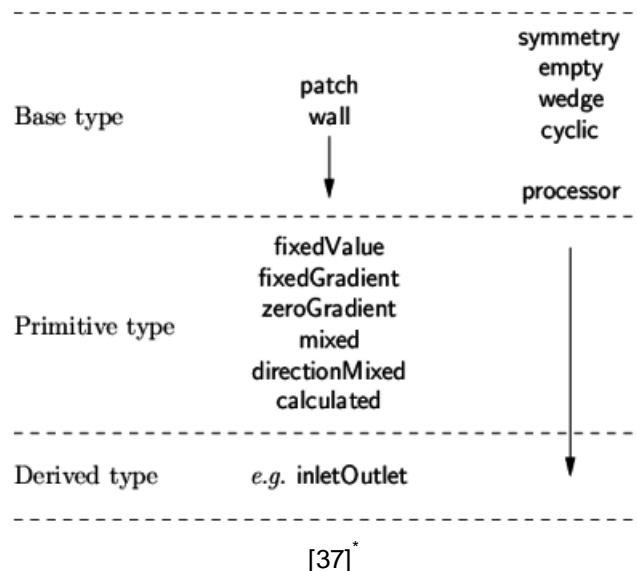 symmetry
empty
patch
wedge
Base type
wall
cyclic
processor
fixedValue
fixedGradient
zeroGradient
Primitive type
mixed
directionMixed
calculated
Derived type
e.g. inletOutlet
[37]*